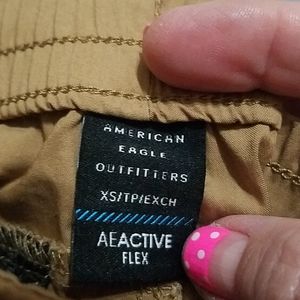 AMERICAN
EAGLE
OUTFITTERS
XS/TP/EXCH
AEACTIVE
FLEX